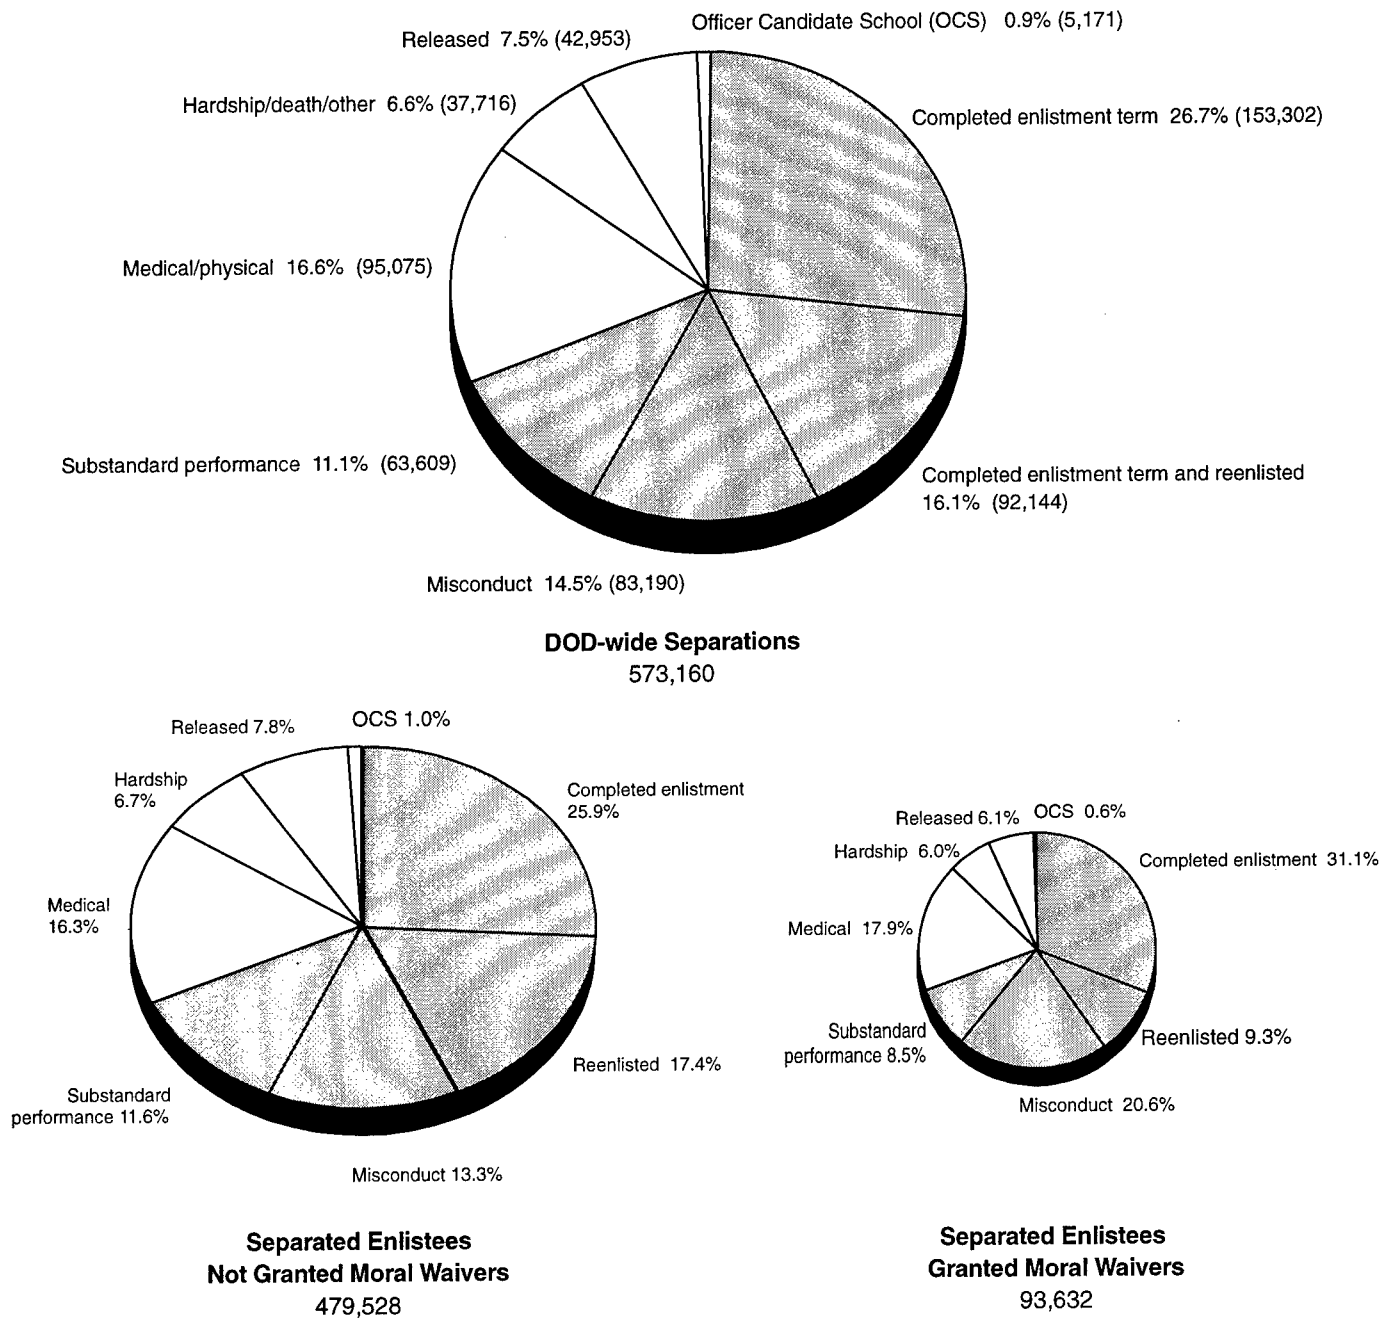 Officer Candidate School (OCS) 0.9% (5,171)
Released 7.5% (42,953)
Hardship/death/other 6.6% (37,716)
Completed enlistment term 26.7% (153,302)
Medical/physical 16.6% (95,075)
Substandard performance 11.1% (63,609)
Completed enlistment term and reenlisted
16.1% (92,144)
Misconduct 14.5% (83,190)
DOD-wide Separations
573,160
Released 7.8%
OCS 1.0%
Hardship
6.7%
Completed enlistment
25.9%
Medical
16.3%
Reenlisted 17.4%
Substandard
performance 11.6%
Misconduct 13.3%
Separated Enlistees
Not Granted Moral Waivers
479,528
Released 6.1%
OCS 0.6%
Hardship 6.0%
Completed enlistment 31.1%
Medical 17.9%
Substandard
performance 8.5%
Reenlisted 9.3%
Misconduct 20.6%
Separated Enlistees
Granted Moral Waivers
93,632